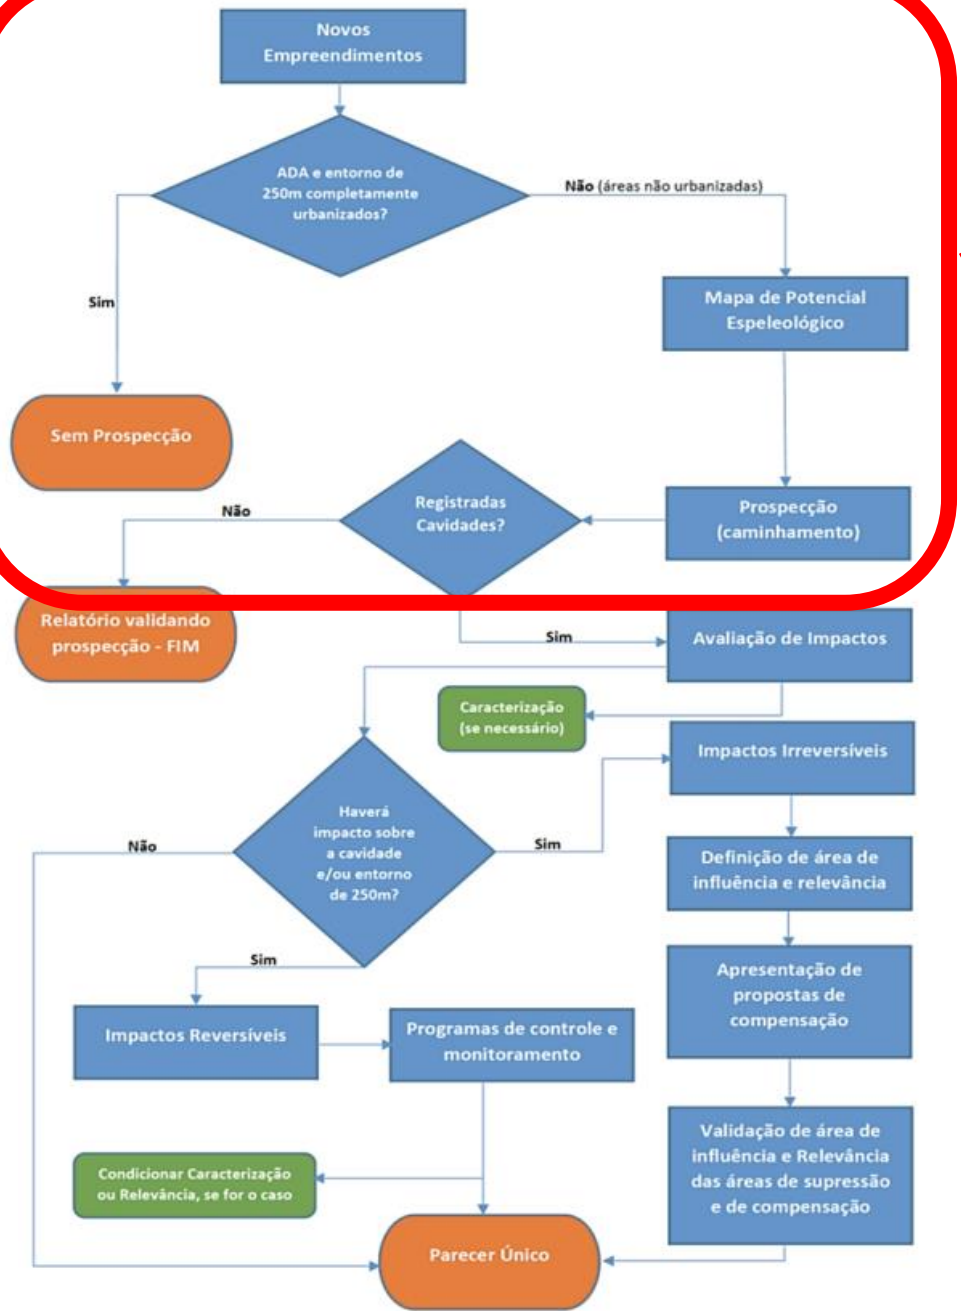 Novos
Empreendimentos
ADA e entorno de
250m completamente
urbanizados?
Não (áreas não urbanizadas)
Sim
Mapa de Potencial
Espeleológico
Sem Prospecção
Registradas
Cavidades?
Não
Prospecção
(caminhamento)
Relatório validando
prospecção - FIM
Sim
Avaliação de Impactos
Caracterização
(se necessário)
Impactos Irreversíveis
Haverá
impacto sobre
a cavidade
e/ou entorno
de 250m?
Não
Sim
Definição de área de
influência e relevância
Sim
Apresentação de
propostas de
compensação
Impactos Reversíveis
Programas de controle e
monitoramento
Validação de área de
influência e Relevância
das áreas de supressão
e de compensação
Condicionar Caracterização
ou Relevância, se for o caso
Parecer Único